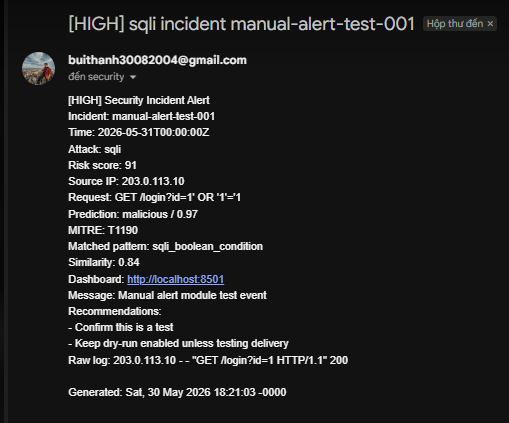 [HIGH] sqli incident manual-alert-test-001 Hộp thư đến ×
buithanh30082004@gmail.com
đến security
[HIGH] Security Incident Alert
Incident: manual-alert-test-001
Time: 2026-05-31T00:00:00Z
Attack: sqli
Risk score: 91
Source IP: 203.0.113.10
Request: GET /login?id=1' OR '1'='1
Prediction: malicious / 0.97
MITRE: T1190
Matched pattern: sqli_boolean_condition
Similarity: 0.84
Dashboard: http://localhost:8501
Message: Manual alert module test event
Recommendations:
- Confirm this is a test
- Keep dry-run enabled unless testing delivery
Raw log: 203.0.113.10 - - "GET /login?id=1 HTTP/1.1" 200
Generated: Sat, 30 May 2026 18:21:03 -0000